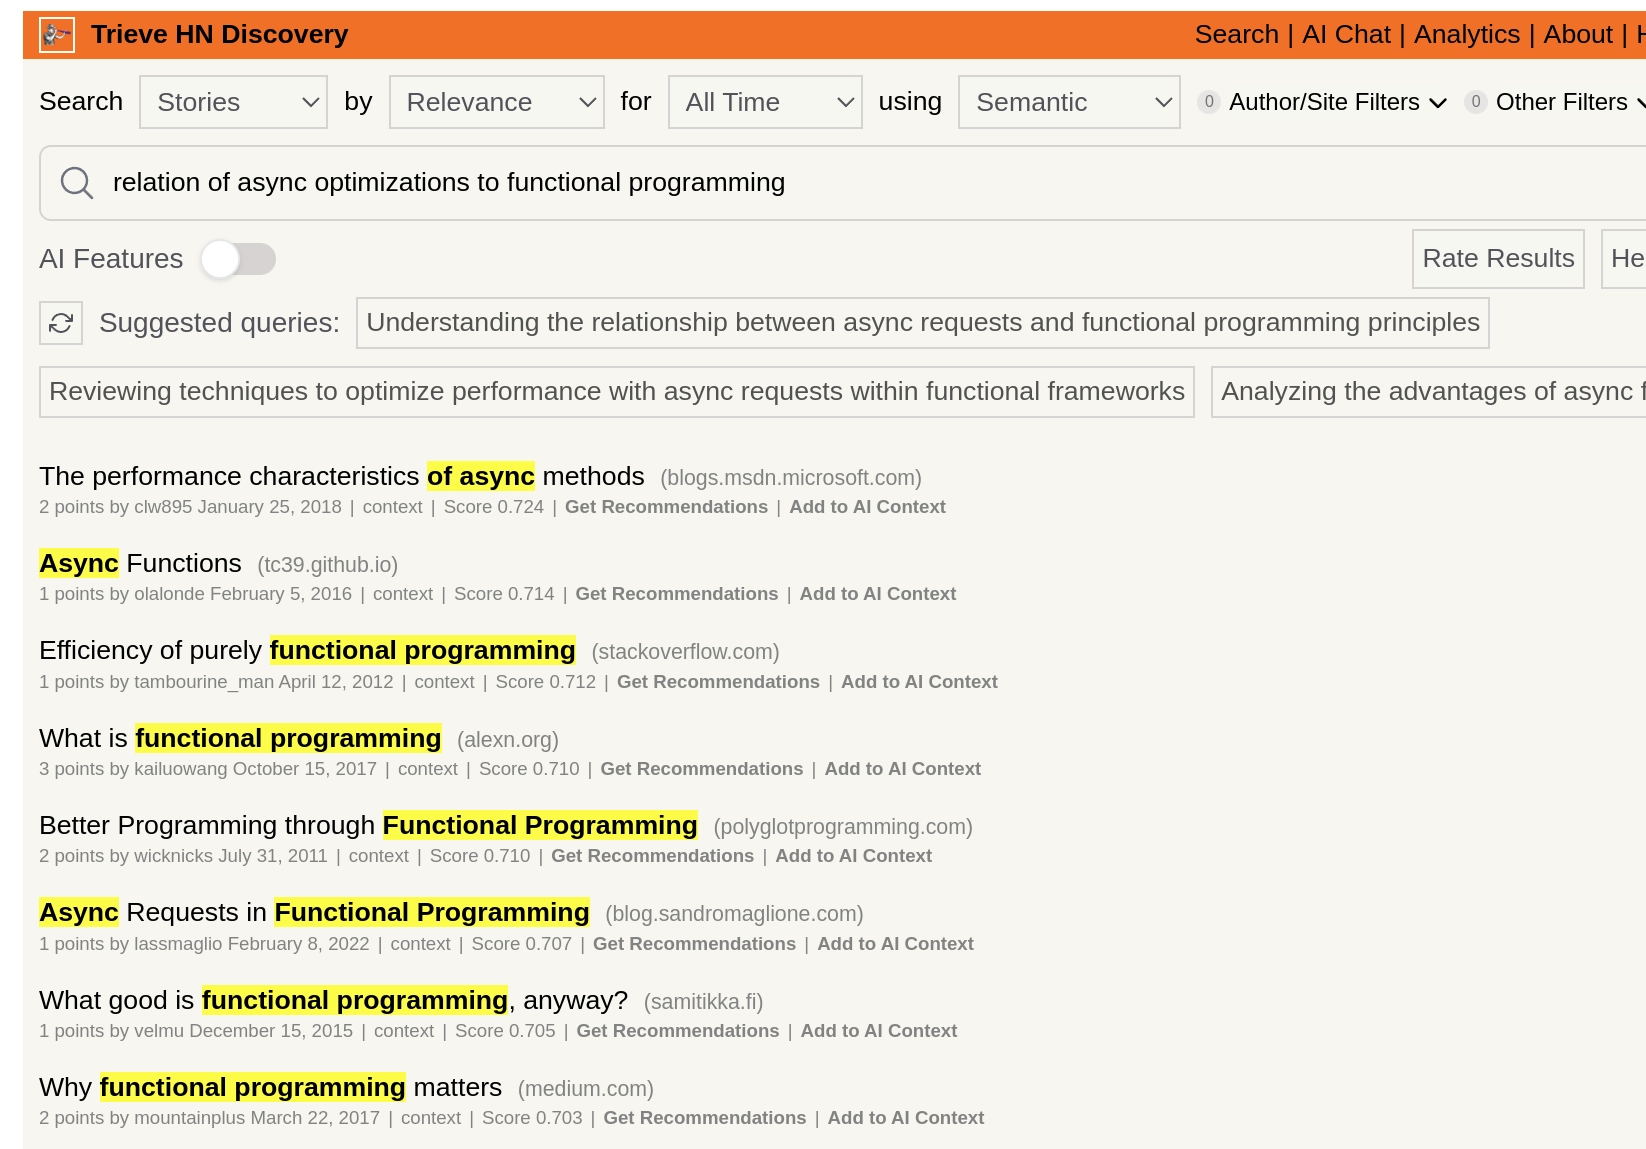 Trieve HN Discovery Search | AI Chat | Analytics | About |
Search Stories by Relevance for All Time using Semantic 0 Author/Site Filters 0 Other Filters
relation of async optimizations to functional programming
AI Features Rate Results
Suggested queries: Understanding the relationship between async requests and functional programming principles
Reviewing techniques to optimize performance with async requests within functional frameworks Analyzing the advantages of async
The performance characteristics of async methods (blogs.msdn.microsoft.com)
2 points by clw895 January 25, 2018 | context | Score 0.724 | Get Recommendations | Add to AI Context
Async Functions (tc39.github.io)
1 points by olalonde February 5, 2016 | context | Score 0.714 | Get Recommendations | Add to AI Context
Efficiency of purely functional programming (stackoverflow.com)
1 points by tambourine_man April 12, 2012 | context | Score 0.712 | Get Recommendations | Add to AI Context
What is functional programming (alexn.org)
3 points by kailuowang October 15, 2017 | context | Score 0.710 | Get Recommendations | Add to AI Context
Better Programming through Functional Programming (polyglotprogramming.com)
2 points by wicknicks July 31, 2011 | context | Score 0.710 | Get Recommendations | Add to AI Context
Async Requests in Functional Programming (blog.sandromaglione.com)
1 points by lassmaglio February 8, 2022 | context | Score 0.707 | Get Recommendations | Add to AI Context
What good is functional programming, anyway? (samitikka.fi)
1 points by velmu December 15, 2015 | context | Score 0.705 | Get Recommendations | Add to AI Context
Why functional programming matters (medium.com)
2 points by mountainplus March 22, 2017 | context | Score 0.703 | Get Recommendations | Add to AI Context